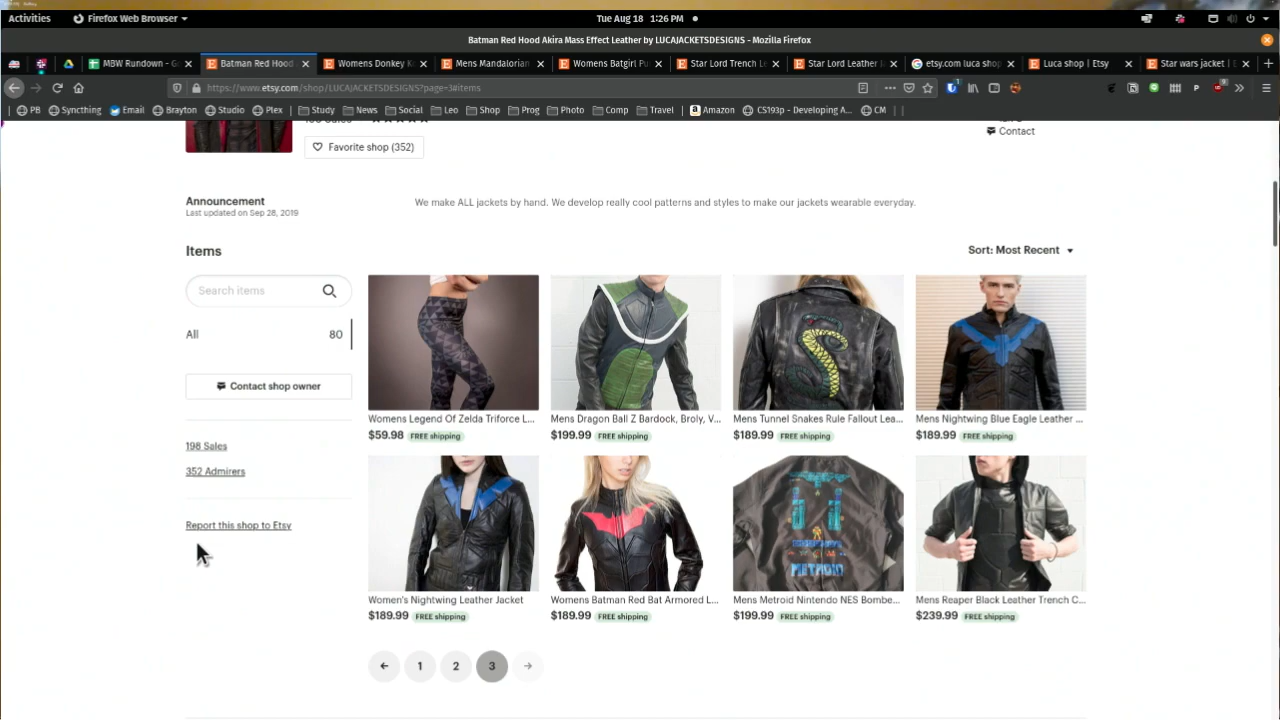 Activities
Firefox Web Browser
Tue Aug 18 1:26 PM
Batman Red Hood Akira Mass Effect Leather by LUCAJACKETSDESIGNS - Mozilla Firefox
MBW Rundown - G
Batman Red Hood
Womens Donkey K
Mens Mandalorian
Womens Batgirl Pu
Star Lord Trench Le
Star Lord Leather J
etsy.com luca shop
Luca shop | Etsy
Star wars jacket | E
https://www.etsy.com/shop/LUCAJACKETSDESIGNS?page=3#items
PB
Syncthing
Email
Brayton
Studio
Plex
Study
News
Social
Leo
Shop
Prog
Photo
Comp
Travel
Amazon
CS193p - Developing A...
CM
Favorite shop (352)
Contact
Announcement
Last updated on Sep 28, 2019
We make ALL jackets by hand. We develop really cool patterns and styles to make our jackets wearable everyday.
Items
Sort: Most Recent
Search items
All 80
Contact shop owner
198 Sales
352 Admirers
Report this shop to Etsy
Womens Legend Of Zelda Triforce L...
$59.98 FREE shipping
Mens Dragon Ball Z Bardock, Broly, V...
$199.99 FREE shipping
Mens Tunnel Snakes Rule Fallout Lea...
$189.99 FREE shipping
Mens Nightwing Blue Eagle Leather ...
$189.99 FREE shipping
Women's Nightwing Leather Jacket
$189.99 FREE shipping
Womens Batman Red Bat Armored L...
$189.99 FREE shipping
METROID
Mens Metroid Nintendo NES Bombe...
$199.99 FREE shipping
Mens Reaper Black Leather Trench C...
$239.99 FREE shipping
1 2 3